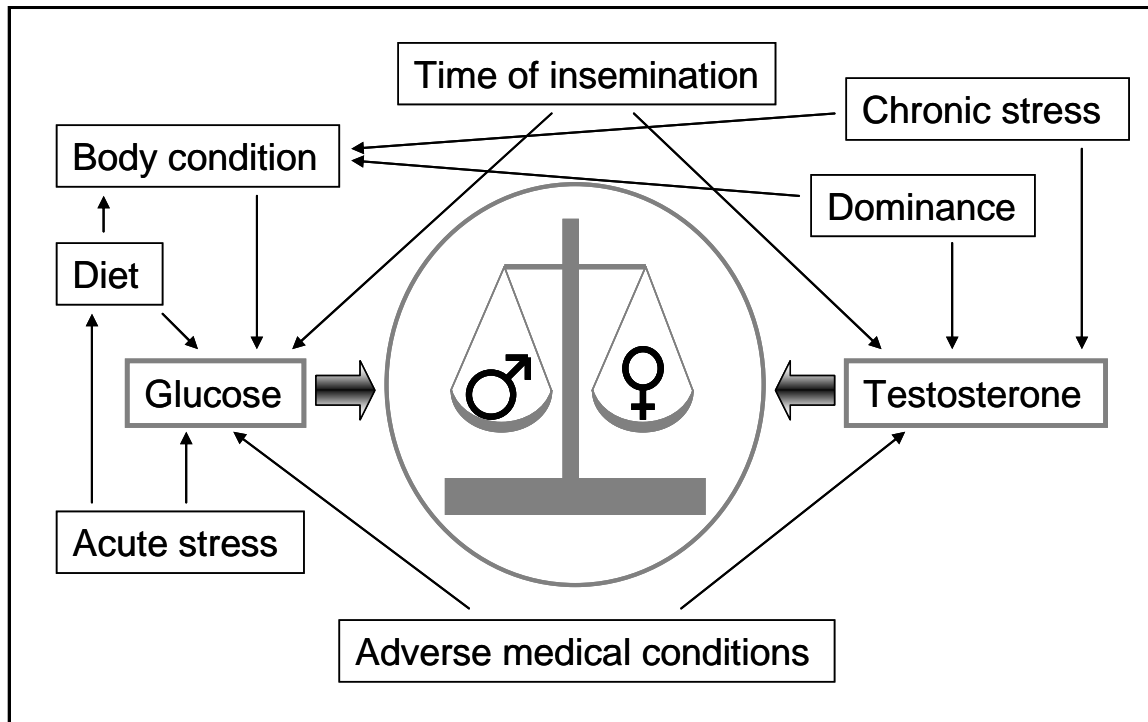 Time of insemination
Chronic stress
Body condition
Dominance
Diet
Glucose
Testosterone
Acute stress
Adverse medical conditions